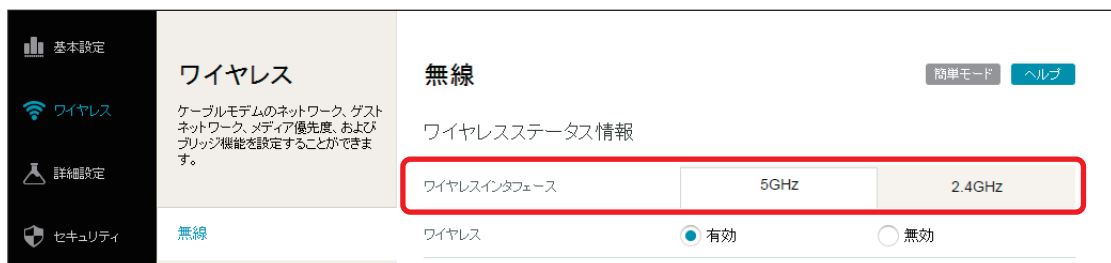 基本設定
ワイヤレス
詳細設定
セキュリティ
ワイヤレス
ケーブルモデムのネットワーク、ゲスト
ネットワーク、メディア優先度、および
ブリッジ機能を設定することができま
す。
無線
無線
簡単モード ヘルプ
ワイヤレスステータス情報
ワイヤレスインタフェース 5GHz 2.4GHz
ワイヤレス 有効 無効